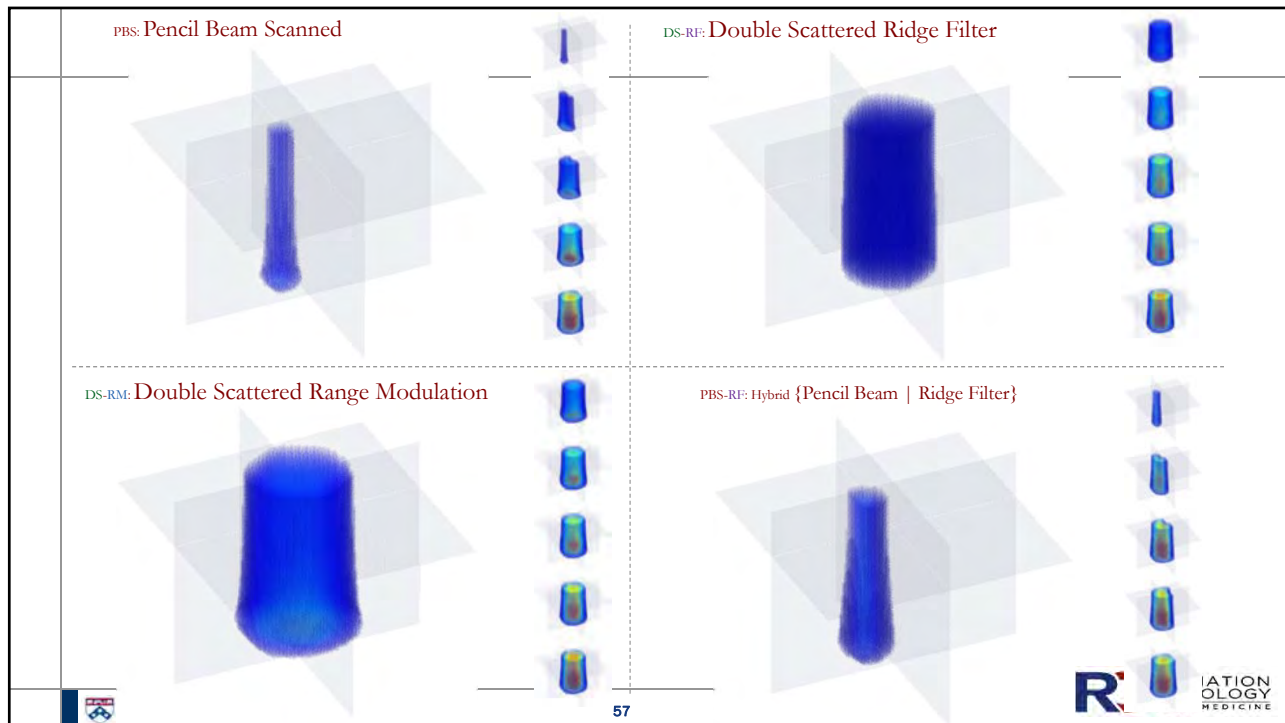 PBS: Pencil Beam Scanned
DS-RF: Double Scattered Ridge Filter
DS-RM: Double Scattered Range Modulation
PBS-RF: Hybrid {Pencil Beam | Ridge Filter}
57
R
IATION
OLOGY
MEDICINE